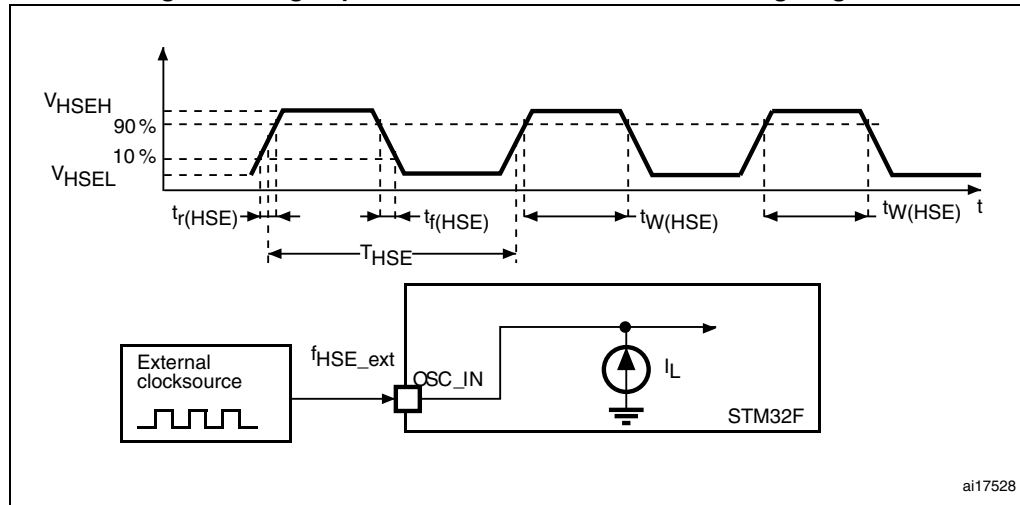 VHSEH
90 %
10 %
VHSEL
tr(HSE)
tf(HSE)
tW(HSE)
tW(HSE)
t
THSE
External
clocksource
fHSE_ext
OSC_IN
IL
STM32F
ai17528